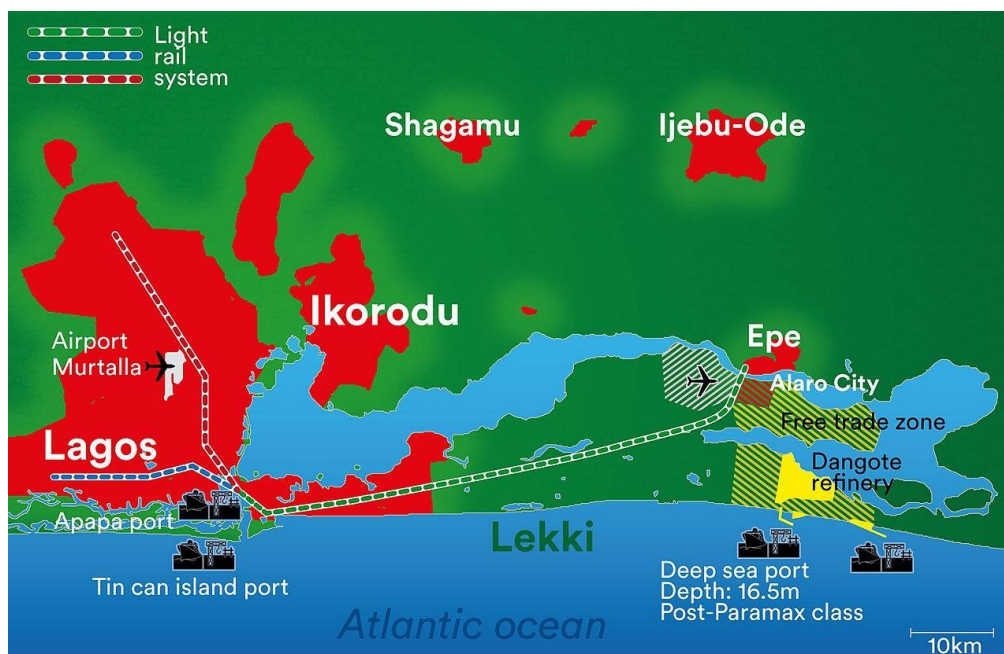 Light
rail
system
Shagamu
Ijebu-Ode
Ikorodu
Airport
Murtalla
Epe
Alaro City
Free trade zone
Lagos
Dangote
refinery
Apapa port
Lekki
Tin can island port
Deep sea port
Depth: 16.5m
Post-Paramax class
Atlantic ocean
10km